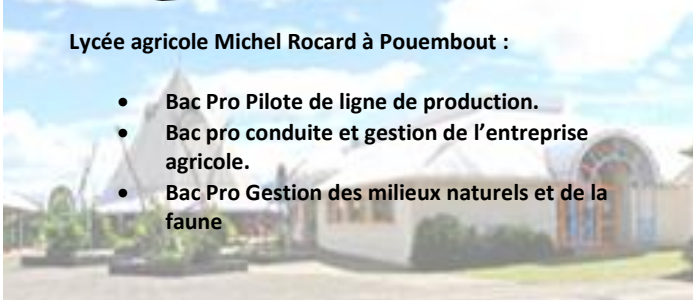 Lycée agricole Michel Rocard à Pouembout :
• Bac Pro Pilote de ligne de production.
• Bac pro conduite et gestion de l’entreprise
agricole.
• Bac Pro Gestion des milieux naturels et de la
faune